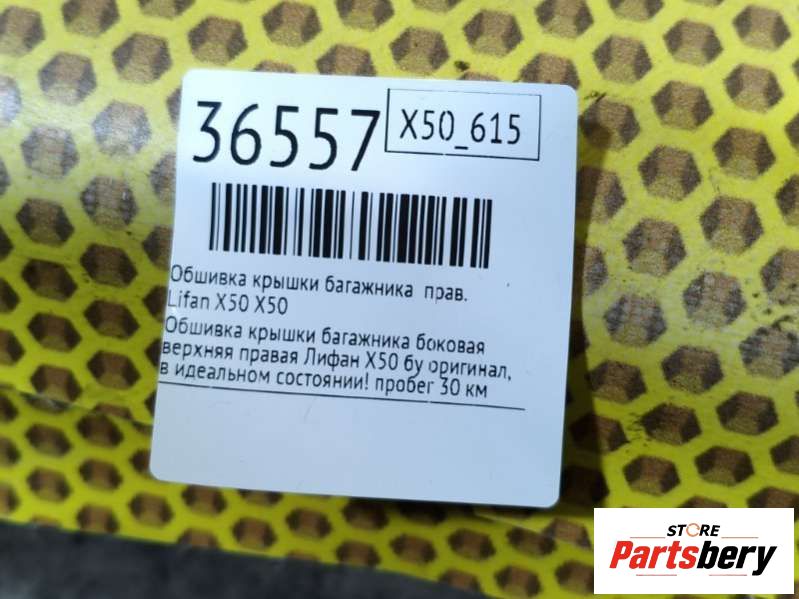 36557
X50_615
Обшивка крышки багажника прав.
Lifan X50 X50
Обшивка крышки багажника боковая
верхняя правая Лифан X50 бу оригинал,
в идеальном состоянии! пробег 30 км
STORE
Partsbery